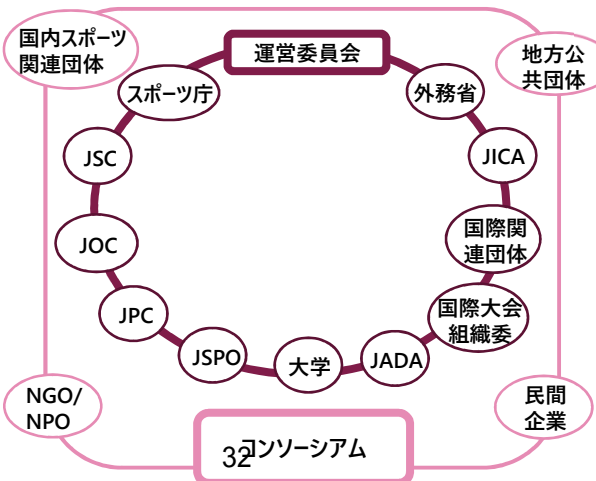 国内スポーツ
関連団体
運営委員会
地方公
共団体
スポーツ庁
外務省
JSC
JICA
JOC
国際関
連団体
JPC
国際大会
組織委
JSPO
大学
JADA
NGO/
NPO
民間
企業
32コンソーシアム